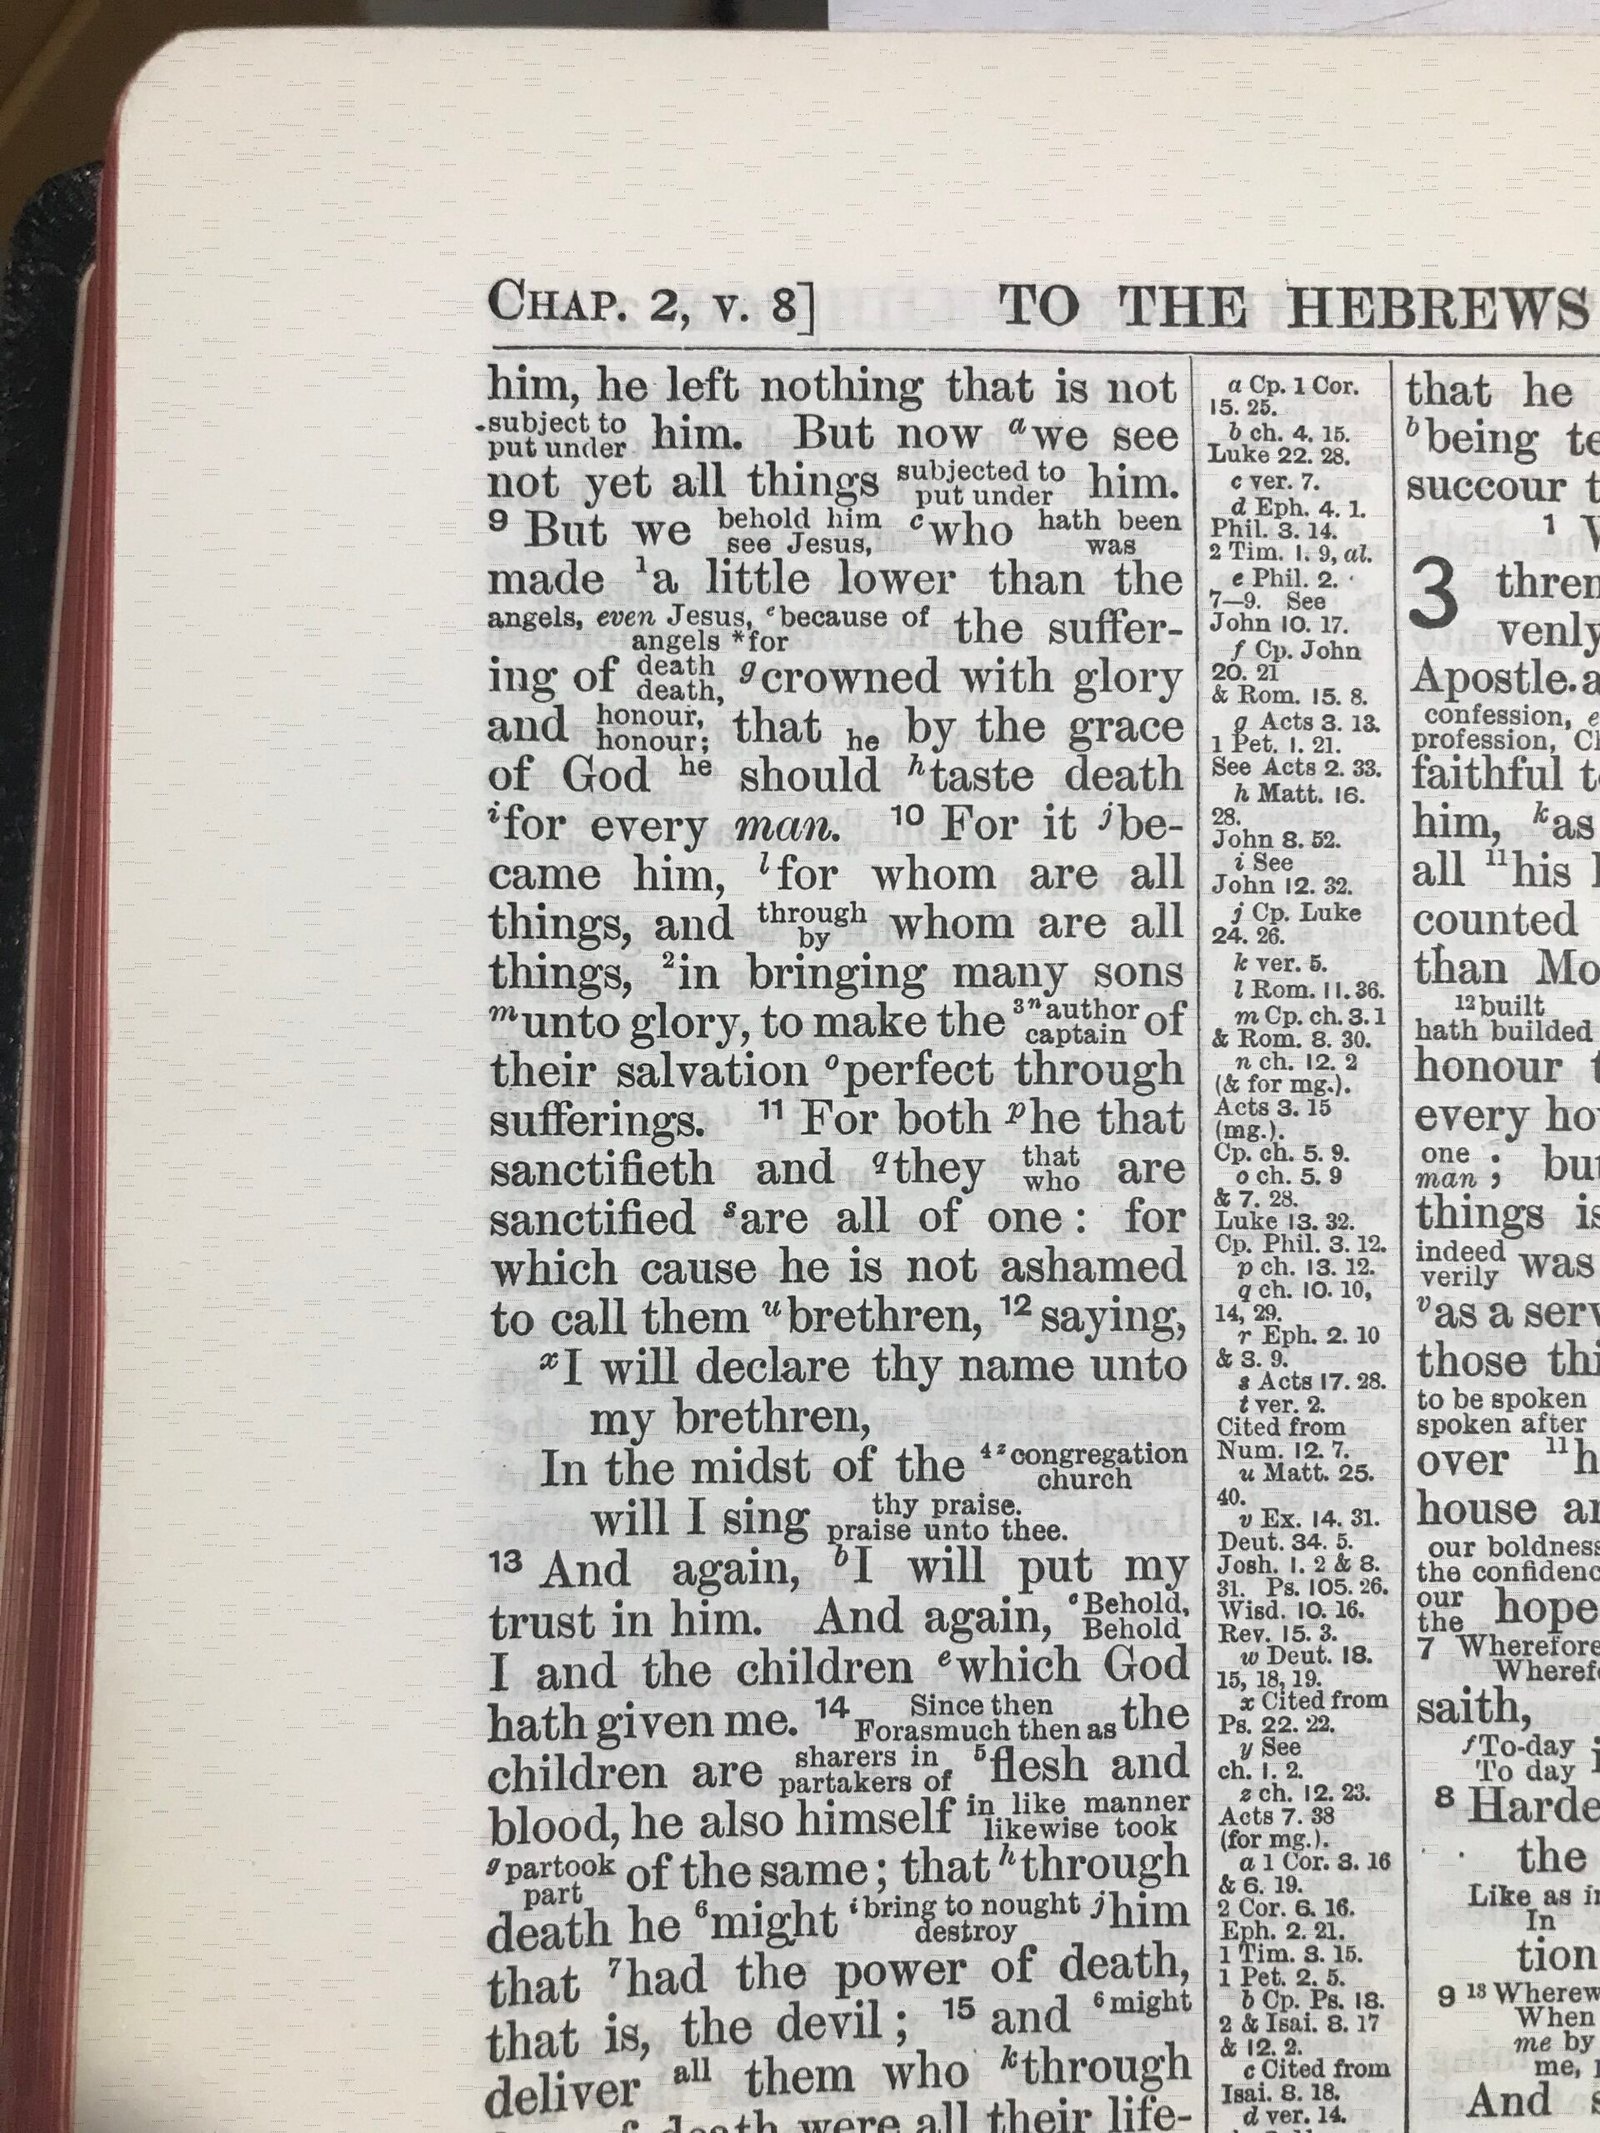 CHAP. 2, V. 8]
TO THE HEBREWS
him, he left nothing that is not
subject to
put under him. But now a we see
not yet all things subjected to
put under him.
9 But we behold him
see Jesus, c who hath been
was
made 1a little lower than the
angels, even Jesus, e because of
angels *for the suffer-
ing of death
death, g crowned with glory
and honour,
honour; that he by the grace
of God he should h taste death
i for every man. 10 For it j be-
came him, l for whom are all
things, and through
by whom are all
things, 2in bringing many sons
m unto glory, to make the 3 n author
captain of
their salvation o perfect through
sufferings. 11 For both p he that
sanctifieth and q they that
who are
sanctified s are all of one: for
which cause he is not ashamed
to call them u brethren, 12 saying,
x I will declare thy name unto
my brethren,
In the midst of the 4 z congregation
church
will I sing thy praise.
praise unto thee.
13 And again, b I will put my
trust in him. And again, c Behold,
Behold
I and the children e which God
hath given me. 14 Since then
Forasmuch then as the
children are sharers in
partakers of 5flesh and
blood, he also himself in like manner
likewise took
g partook
part of the same; that h through
death he 6might i bring to nought
destroy j him
that 7had the power of death,
that is, the devil; 15 and 6might
deliver all them who k through
death were all their life-
a Cp. 1 Cor.
15. 25.
b ch. 4. 15.
Luke 22. 28.
c ver. 7.
d Eph. 4. 1.
Phil. 3. 14.
2 Tim. 1. 9, al.
e Phil. 2.
7—9. See
John 10. 17.
f Cp. John
20. 21
& Rom. 15. 8.
g Acts 3. 13.
1 Pet. 1. 21.
See Acts 2. 33.
h Matt. 16.
28.
John 8. 52.
i See
John 12. 32.
j Cp. Luke
24. 26.
k ver. 5.
l Rom. 11. 36.
m Cp. ch. 3. 1
& Rom. 8. 30.
n ch. 12. 2
(& for mg.).
Acts 3. 15
(mg.).
Cp. ch. 5. 9.
o ch. 5. 9
& 7. 28.
Luke 13. 32.
Cp. Phil. 3. 12.
p ch. 13. 12.
q ch. 10. 10,
14, 29.
r Eph. 2. 10
& 3. 9.
s Acts 17. 28.
t ver. 2.
Cited from
Num. 12. 7.
u Matt. 25.
40.
v Ex. 14. 31.
Deut. 34. 5.
Josh. 1. 2 & 8.
31. Ps. 105. 26.
Wisd. 10. 16.
Rev. 15. 3.
w Deut. 18.
15, 18, 19.
x Cited from
Ps. 22. 22.
y See
ch. 1. 2.
z ch. 12. 23.
Acts 7. 38
(for mg.).
a 1 Cor. 3. 16
& 6. 19.
2 Cor. 6. 16.
Eph. 2. 21.
1 Tim. 3. 15.
1 Pet. 2. 5.
b Cp. Ps. 18.
2 & Isai. 8. 17
& 12. 2.
c Cited from
Isai. 8. 18.
d ver. 14.
that he
b being te
succour t
1 W
3 thren
venly
Apostle a
confession, e
profession, Ch
faithful t
him, k as
all 11his
counted
than Mo
12built
hath builded
honour t
every ho
one
man ; but
things is
indeed
verily was
v as a serv
those thi
to be spoken
spoken after
over 11h
house a
our boldness
the confidenc
our
the hope
7 Wherefore
Wheref
saith,
f To-day
To day
8 Harde
the
Like as in
In
tion
9 13 Wherew
When
me by
me,
And s